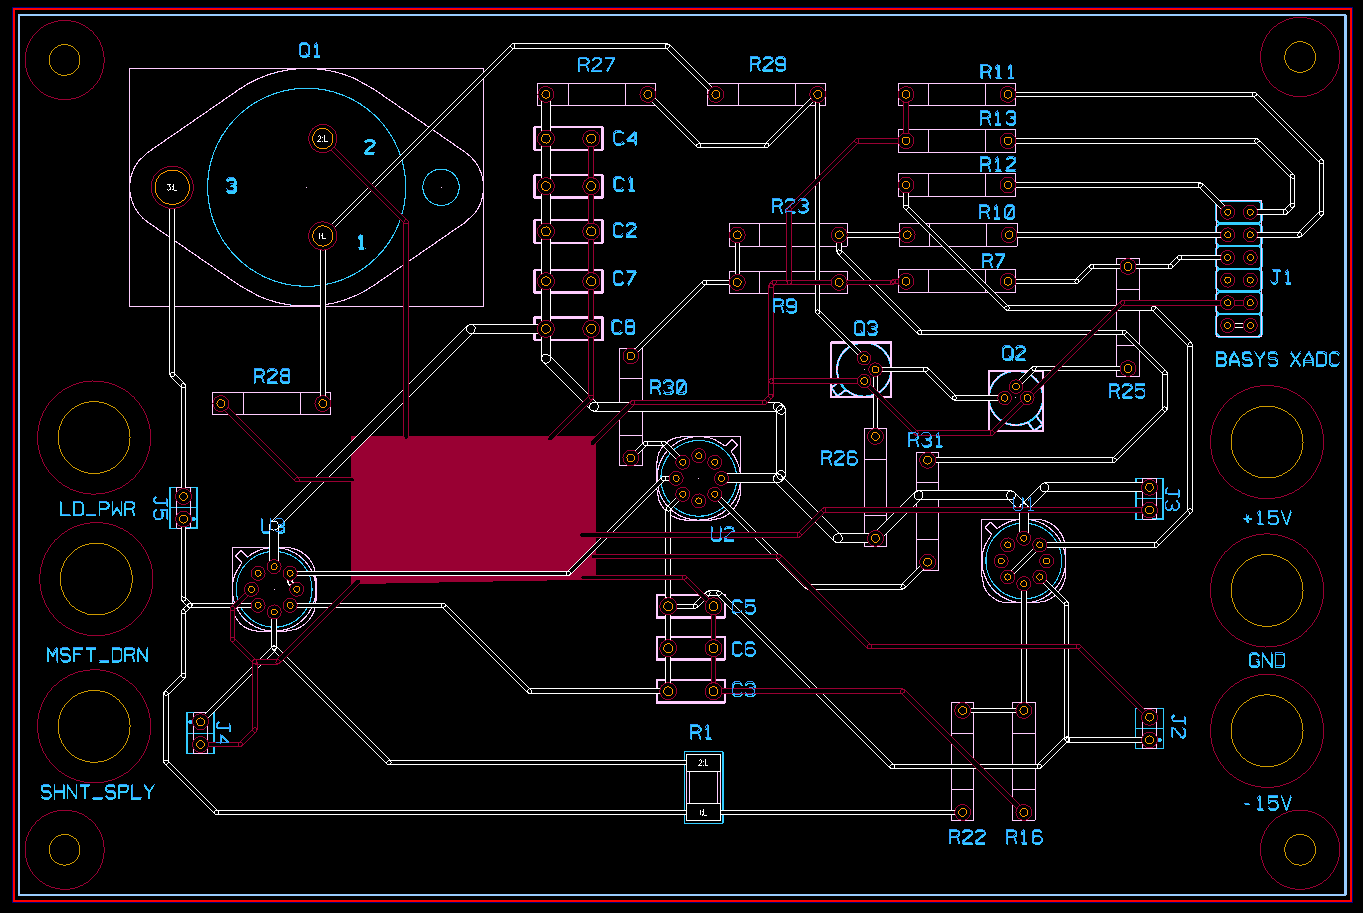 Q1
R27
R29
R11
R13
C4
2
R12
C1
3
R23
R10
C2
1
R7
C7
J1
R9
C8
Q3
Q2
BASYS XADC
R28
R30
R25
R31
R26
LD_PWR
J5
J3
U3
U2
U1
+15V
C5
MSFT_DRN
C6
GND
C3
J4
R1
J2
SHNT_SPLY
-15V
R22
R16